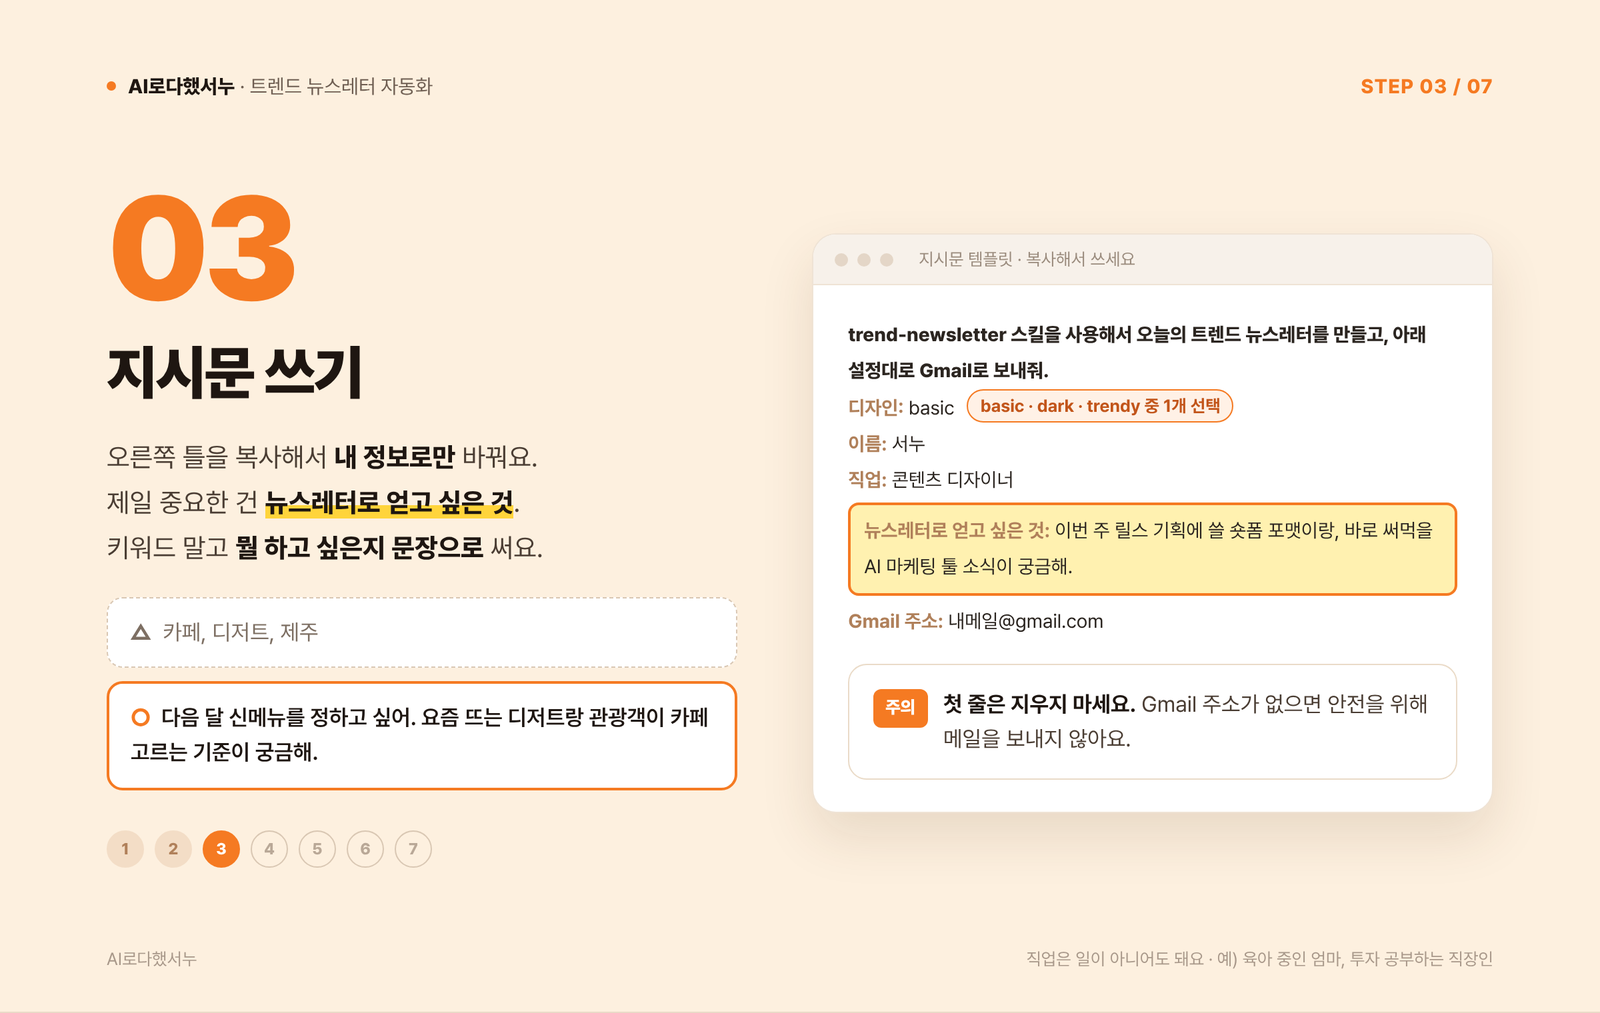 AI로다했서누 · 트렌드 뉴스레터 자동화
STEP 03 / 07
03
지시문 쓰기
오른쪽 틀을 복사해서 내 정보로만 바꿔요.
제일 중요한 건 뉴스레터로 얻고 싶은 것.
키워드 말고 뭘 하고 싶은지 문장으로 써요.
카페, 디저트, 제주
다음 달 신메뉴를 정하고 싶어. 요즘 뜨는 디저트랑 관광객이 카페
고르는 기준이 궁금해.
1 2 3 4 5 6 7
지시문 템플릿 · 복사해서 쓰세요
trend-newsletter 스킬을 사용해서 오늘의 트렌드 뉴스레터를 만들고, 아래
설정대로 Gmail로 보내줘.
디자인: basic basic · dark · trendy 중 1개 선택
이름: 서누
직업: 콘텐츠 디자이너
뉴스레터로 얻고 싶은 것: 이번 주 릴스 기획에 쓸 숏폼 포맷이랑, 바로 써먹을
AI 마케팅 툴 소식이 궁금해.
Gmail 주소: 내메일@gmail.com
주의 첫 줄은 지우지 마세요. Gmail 주소가 없으면 안전을 위해
메일을 보내지 않아요.
AI로다했서누
직업은 일이 아니어도 돼요 · 예) 육아 중인 엄마, 투자 공부하는 직장인